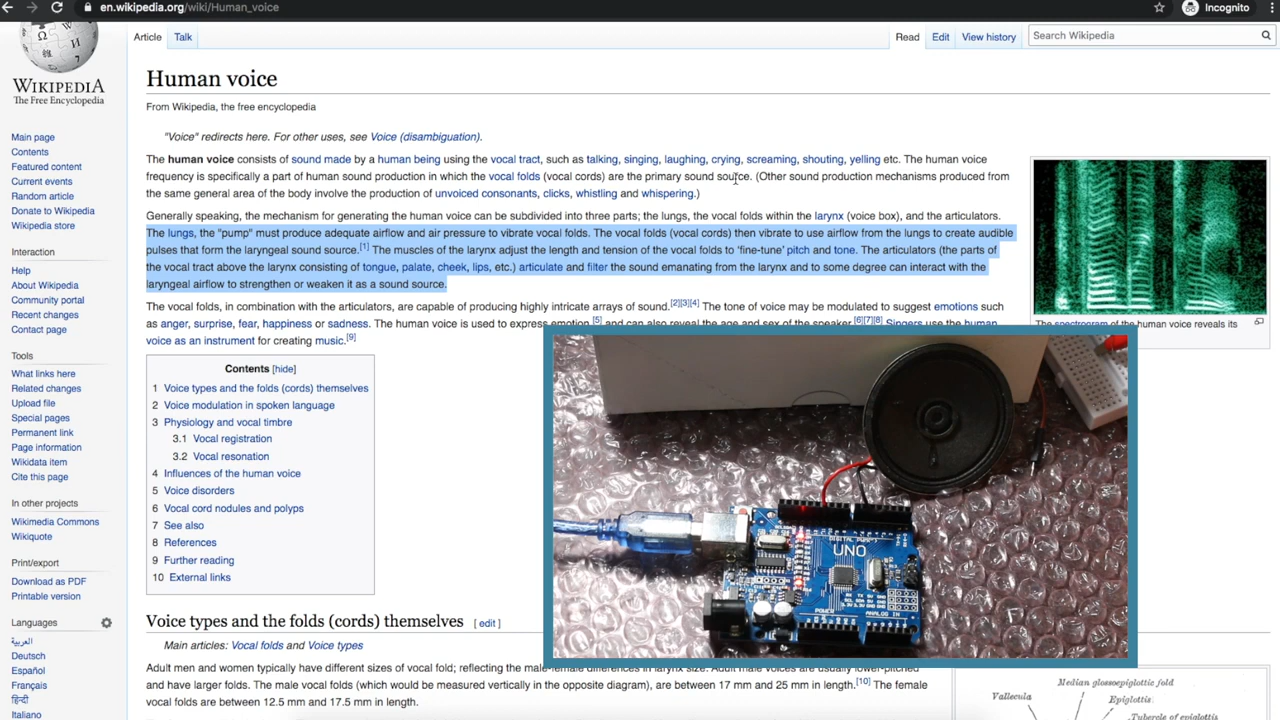 en.wikipedia.org/wiki/Human_voice
Incognito
WIKIPEDIA
The Free Encyclopedia
Main page
Contents
Featured content
Current events
Random article
Donate to Wikipedia
Wikipedia store
Interaction
Help
About Wikipedia
Community portal
Recent changes
Contact page
Tools
What links here
Related changes
Upload file
Special pages
Permanent link
Page information
Wikidata item
Cite this page
In other projects
Wikimedia Commons
Wikiquote
Print/export
Download as PDF
Printable version
Languages
العربية
Deutsch
Español
Français
हिन्दी
Italiano
Article Talk
Read Edit View history
Search Wikipedia
Human voice
From Wikipedia, the free encyclopedia
"Voice" redirects here. For other uses, see Voice (disambiguation).
The human voice consists of sound made by a human being using the vocal tract, such as talking, singing, laughing, crying, screaming, shouting, yelling etc. The human voice
frequency is specifically a part of human sound production in which the vocal folds (vocal cords) are the primary sound source. (Other sound production mechanisms produced from
the same general area of the body involve the production of unvoiced consonants, clicks, whistling and whispering.)
Generally speaking, the mechanism for generating the human voice can be subdivided into three parts; the lungs, the vocal folds within the larynx (voice box), and the articulators.
The lungs, the "pump" must produce adequate airflow and air pressure to vibrate vocal folds. The vocal folds (vocal cords) then vibrate to use airflow from the lungs to create audible
pulses that form the laryngeal sound source.[1] The muscles of the larynx adjust the length and tension of the vocal folds to 'fine-tune' pitch and tone. The articulators (the parts of
the vocal tract above the larynx consisting of tongue, palate, cheek, lips, etc.) articulate and filter the sound emanating from the larynx and to some degree can interact with the
laryngeal airflow to strengthen or weaken it as a sound source.
The vocal folds, in combination with the articulators, are capable of producing highly intricate arrays of sound.[2][3][4] The tone of voice may be modulated to suggest emotions such
as anger, surprise, fear, happiness or sadness. The human voice is used to express emotion,[5] and can also reveal the age and sex of the speaker.[6][7][8] Singers use the human
voice as an instrument for creating music.[9]
The spectrogram of the human voice reveals its
Contents [hide]
1 Voice types and the folds (cords) themselves
2 Voice modulation in spoken language
3 Physiology and vocal timbre
3.1 Vocal registration
3.2 Vocal resonation
4 Influences of the human voice
5 Voice disorders
6 Vocal cord nodules and polyps
7 See also
8 References
9 Further reading
10 External links
UNO
DIGITAL (PWM~)
POWER
ANALOG IN
Voice types and the folds (cords) themselves [ edit ]
Main articles: Vocal folds and Voice types
Adult men and women typically have different sizes of vocal fold; reflecting the male-female differences in larynx size. Adult male voices are usually lower-pitched
and have larger folds. The male vocal folds (which would be measured vertically in the opposite diagram), are between 17 mm and 25 mm in length.[10] The female
vocal folds are between 12.5 mm and 17.5 mm in length.
Median glossoepiglottic fold
Vallecula
Epiglottis
Tubercle of epiglottis